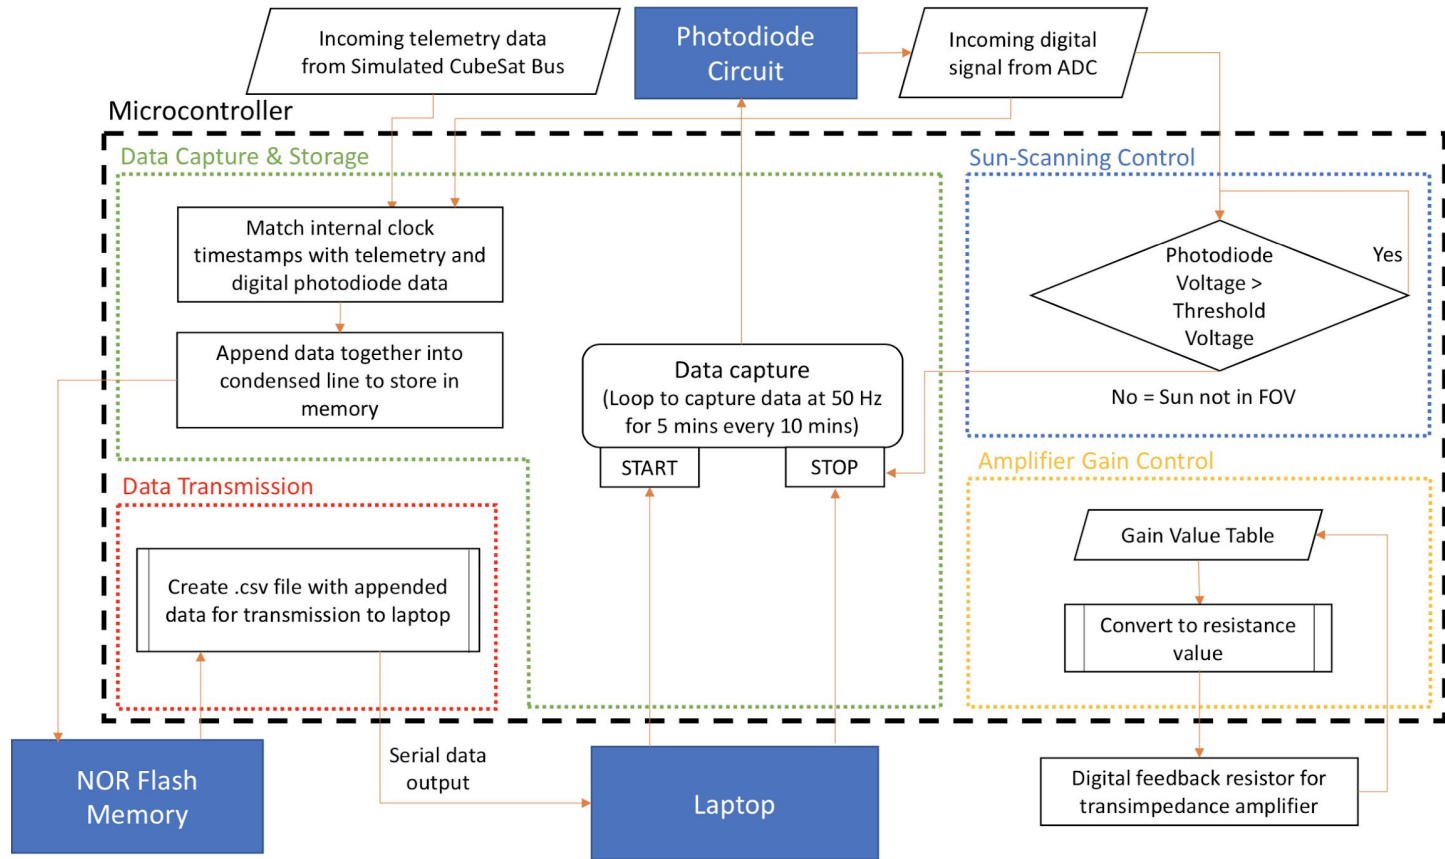 Incoming telemetry data
from Simulated CubeSat Bus
Photodiode
Circuit
Incoming digital
signal from ADC
Microcontroller
Data Capture & Storage
Match internal clock
timestamps with telemetry and
digital photodiode data
Append data together into
condensed line to store in
memory
Data capture
(Loop to capture data at 50 Hz
for 5 mins every 10 mins)
START
STOP
Sun-Scanning Control
Photodiode
Voltage >
Threshold
Voltage
Yes
No = Sun not in FOV
Data Transmission
Create .csv file with appended
data for transmission to laptop
Amplifier Gain Control
Gain Value Table
Convert to resistance
value
NOR Flash
Memory
Serial data
output
Laptop
Digital feedback resistor for
transimpedance amplifier